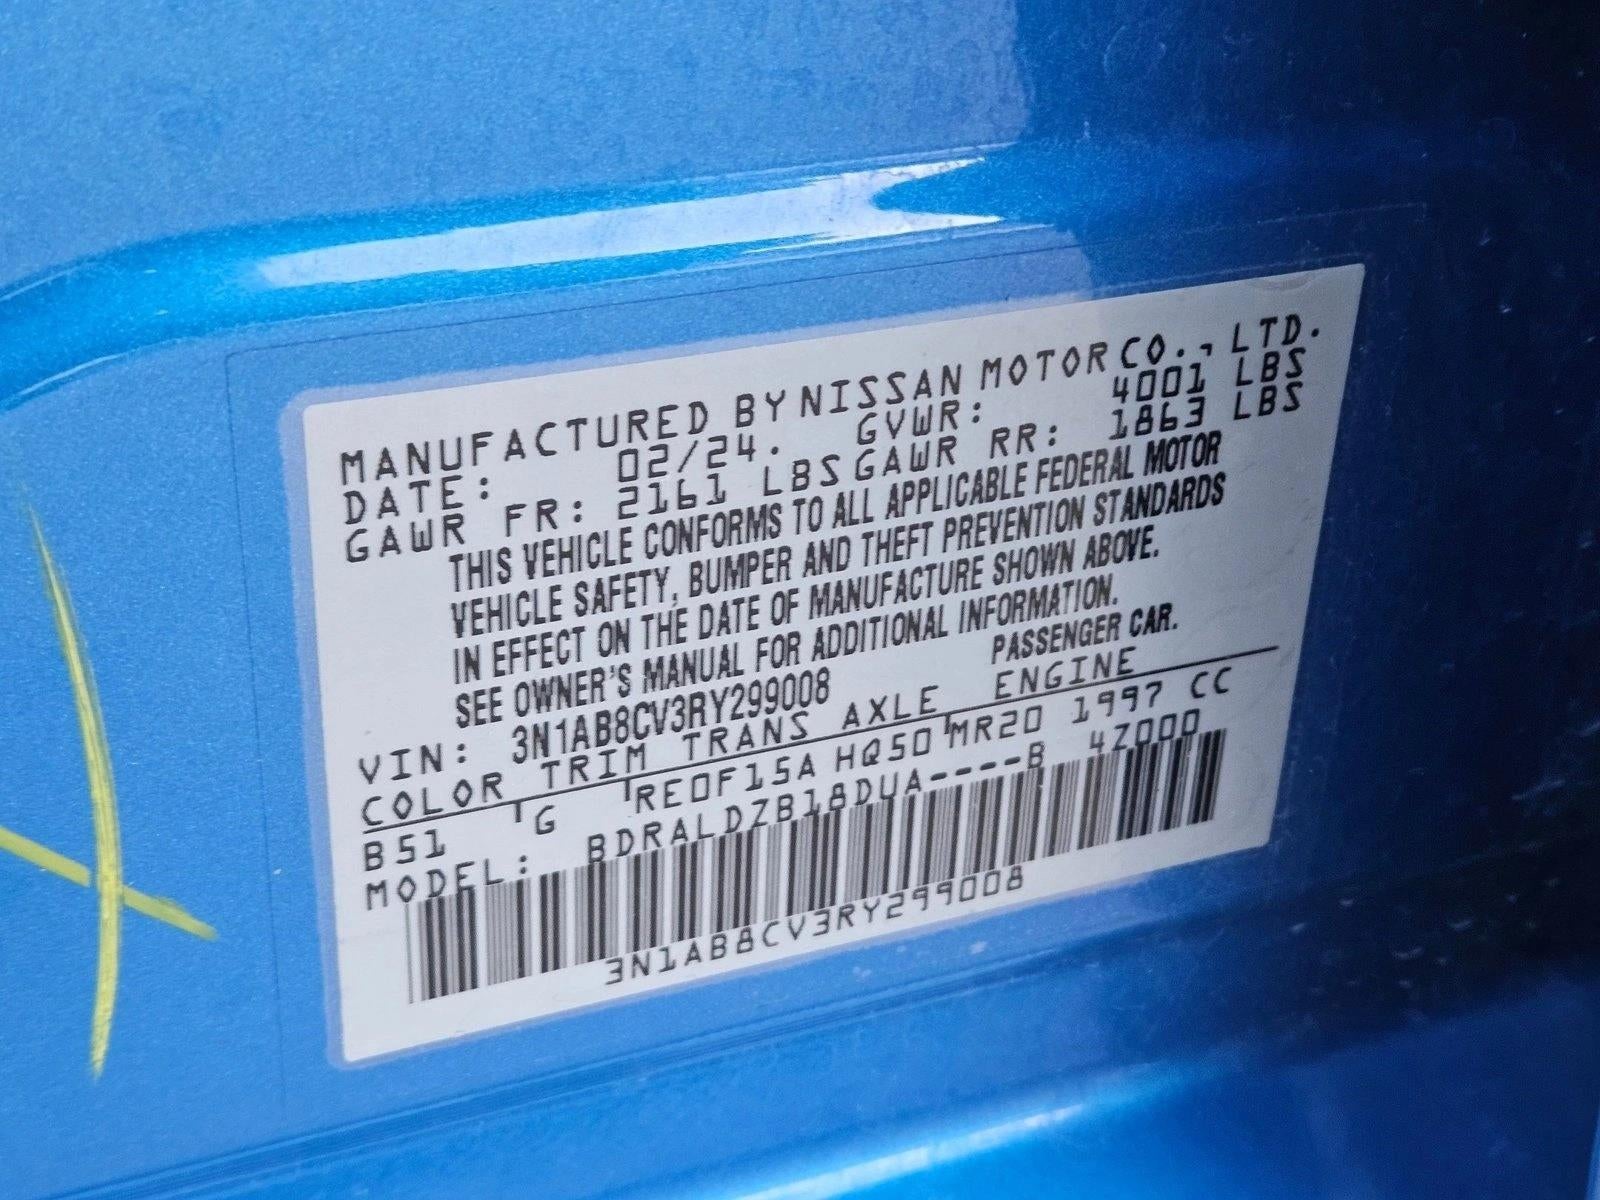 MANUFACTURED BY NISSAN MOTOR CO., LTD.
DATE: 02/24. GVWR: 4001 LBS
GAWR FR: 2161 LBS GAWR RR: 1863 LBS
THIS VEHICLE CONFORMS TO ALL APPLICABLE FEDERAL MOTOR
VEHICLE SAFETY, BUMPER AND THEFT PREVENTION STANDARDS
IN EFFECT ON THE DATE OF MANUFACTURE SHOWN ABOVE.
SEE OWNER'S MANUAL FOR ADDITIONAL INFORMATION.
VIN: 3N1AB8CV3RY299008 PASSENGER CAR.
COLOR TRIM TRANS AXLE ENGINE
B51 G RE0F15A HQ50 MR20 1997 CC
MODEL: BDRALDZB18DUA----B 4Z000
3N1AB8CV3RY299008